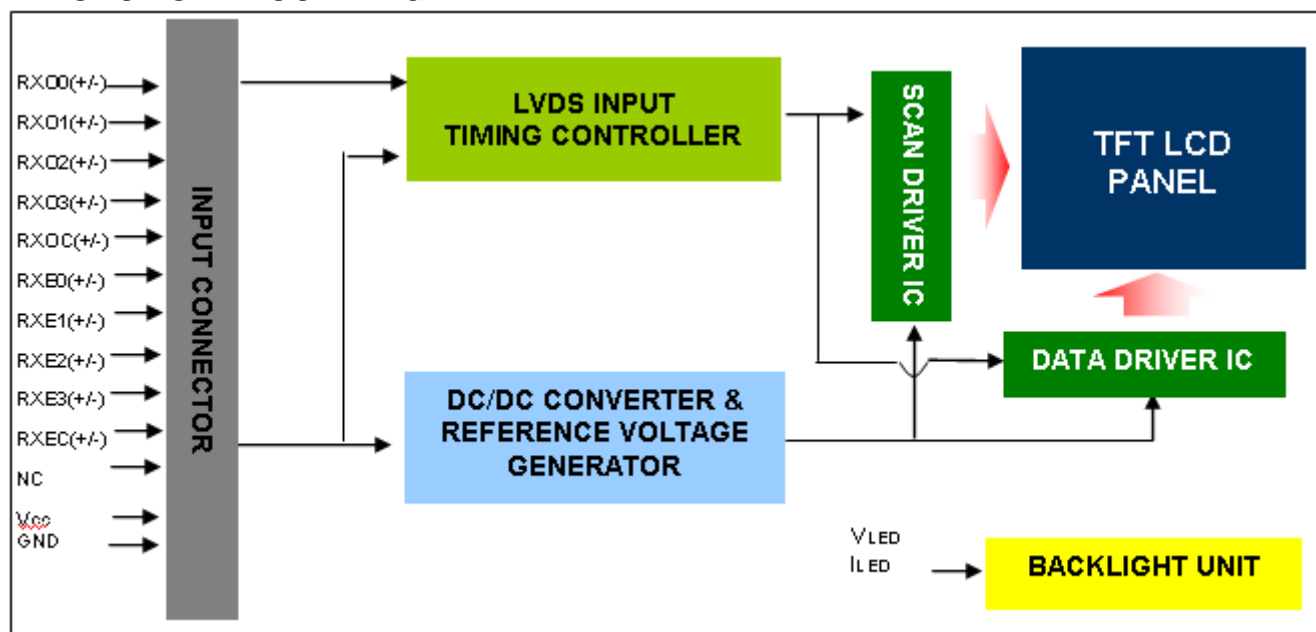 RXO0(+/-)
RXO1(+/-)
RXO2(+/-)
RXO3(+/-)
RXOC(+/-)
RXE0(+/-)
RXE1(+/-)
RXE2(+/-)
RXE3(+/-)
RXEC(+/-)
NC
Vcc
GND
INPUT CONNECTOR
LVDS INPUT
TIMING CONTROLLER
DC/DC CONVERTER &
REFERENCE VOLTAGE
GENERATOR
SCAN DRIVER IC
TFT LCD
PANEL
DATA DRIVER IC
VLED
ILED
BACKLIGHT UNIT